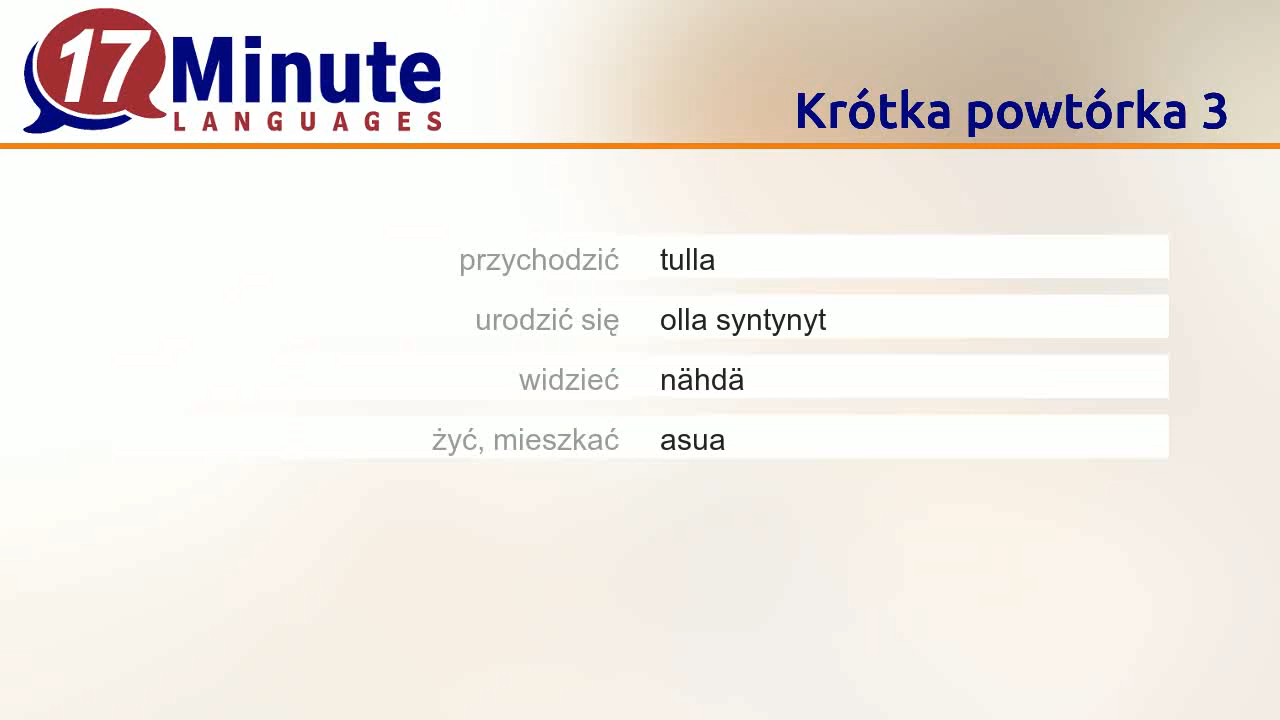 17 Minute
LANGUAGES
Krótka powtórka 3
przychodzić tulla
urodzić się olla syntynyt
widzieć nähdä
żyć, mieszkać asua